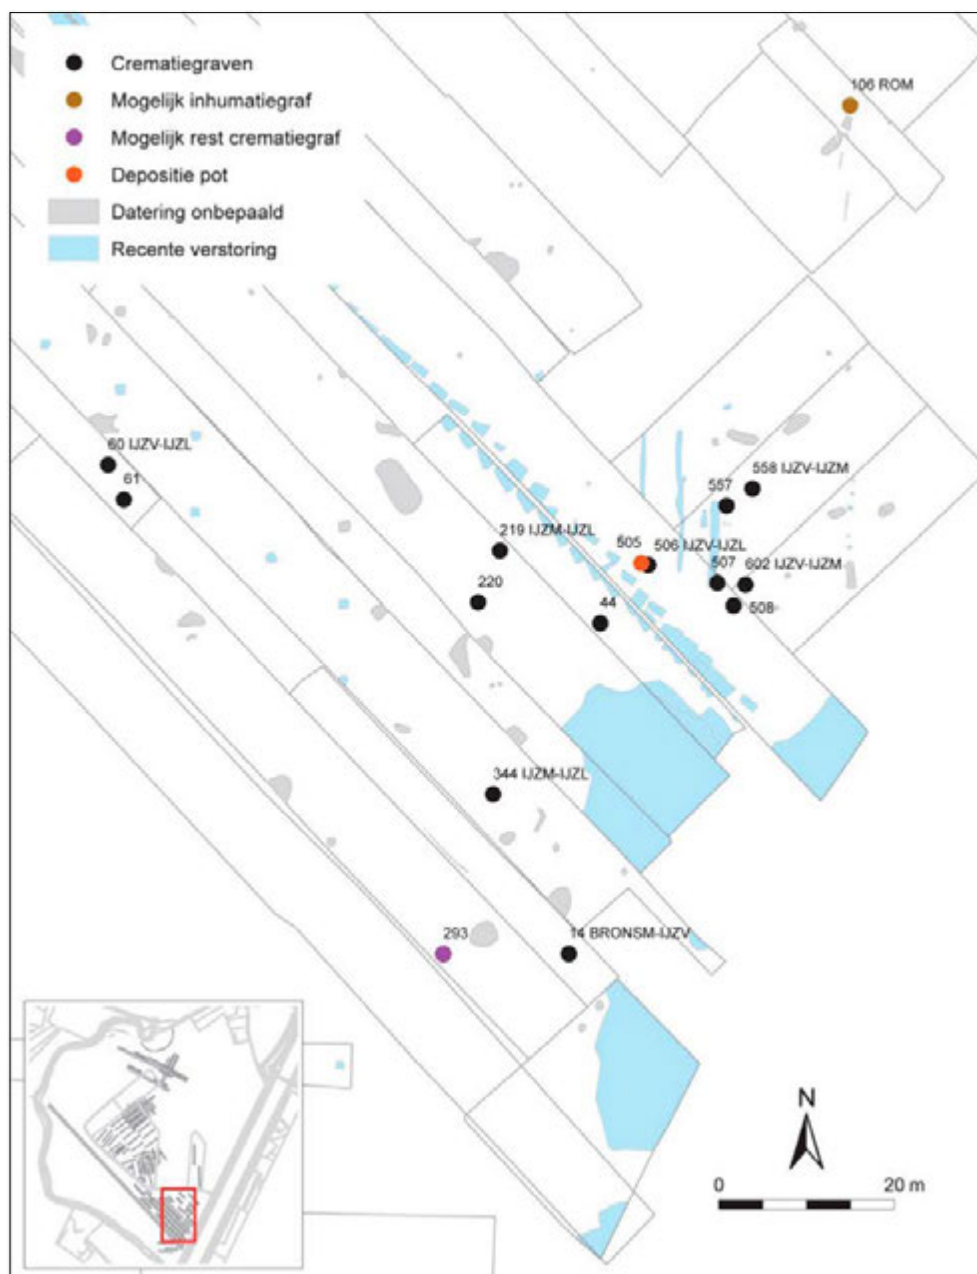 Crematiegraven
Mogelijk inhumatiegraf
Mogelijk rest crematiegraf
Depositie pot
Datering onbepaald
Recente verstoring
106 ROM
60 IJZV-IJZL
61
558 IJZV-IJZM
557
219 IJZM-IJZL
505
506 IJZV-IJZL
507
602 IJZV-IJZM
220
44
508
344 IJZM-IJZL
293
14 BRONSM-IJZV
N
0
20 m